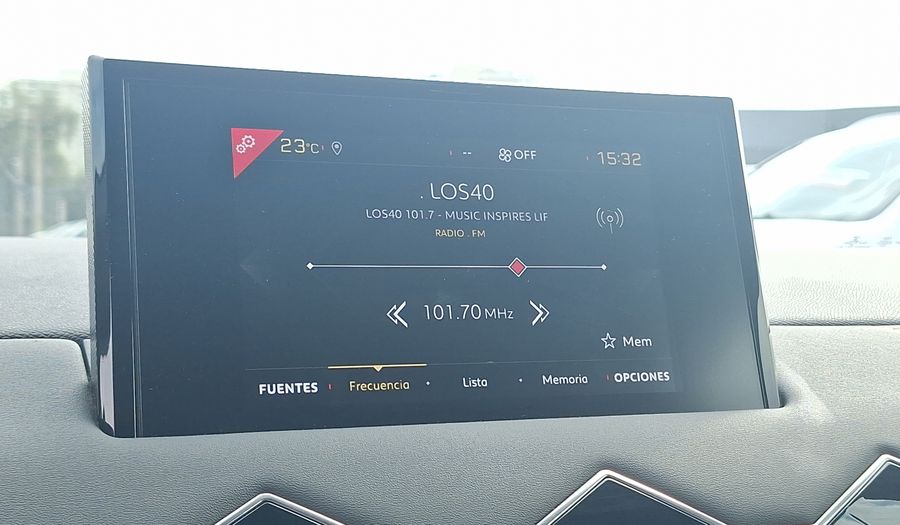 23°C -- OFF 15:32
. LOS40
LOS40 101.7 - MUSIC INSPIRES LIF
RADIO . FM
101.70 MHz
Mem
FUENTES Frecuencia Lista Memoria OPCIONES